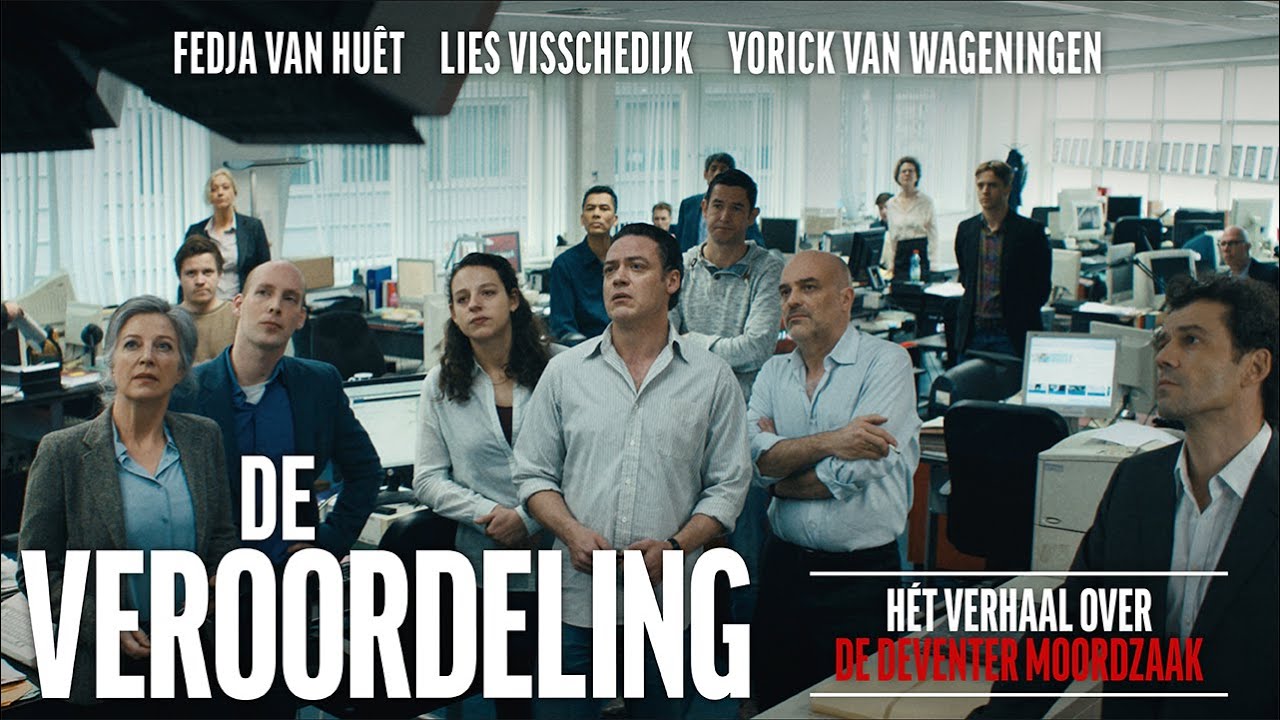 FEDJA VAN HUÊT LIES VISSCHEDIJK YORICK VAN WAGENINGEN
DE
VEROORDELING
HÉT VERHAAL OVER
DE DEVENTER MOORDZAAK